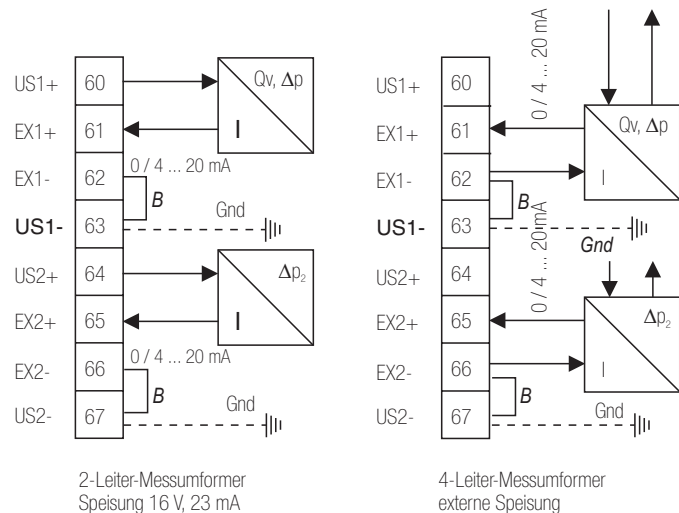 US1+ 60 Qv, Δp
EX1+ 61 I
EX1- 62 0 / 4 ... 20 mA
B
US1- 63 Gnd
US2+ 64 Δp₂
EX2+ 65 I
EX2- 66 0 / 4 ... 20 mA
B
US2- 67 Gnd
2-Leiter-Messumformer
Speisung 16 V, 23 mA
0 / 4 ... 20 mA
US1+ 60
EX1+ 61 Qv, Δp
EX1- 62 I
B
US1- 63 Gnd
0 / 4 ... 20 mA
Gnd
US2+ 64
EX2+ 65 Δp₂
EX2- 66 I
B
US2- 67 Gnd
4-Leiter-Messumformer
externe Speisung